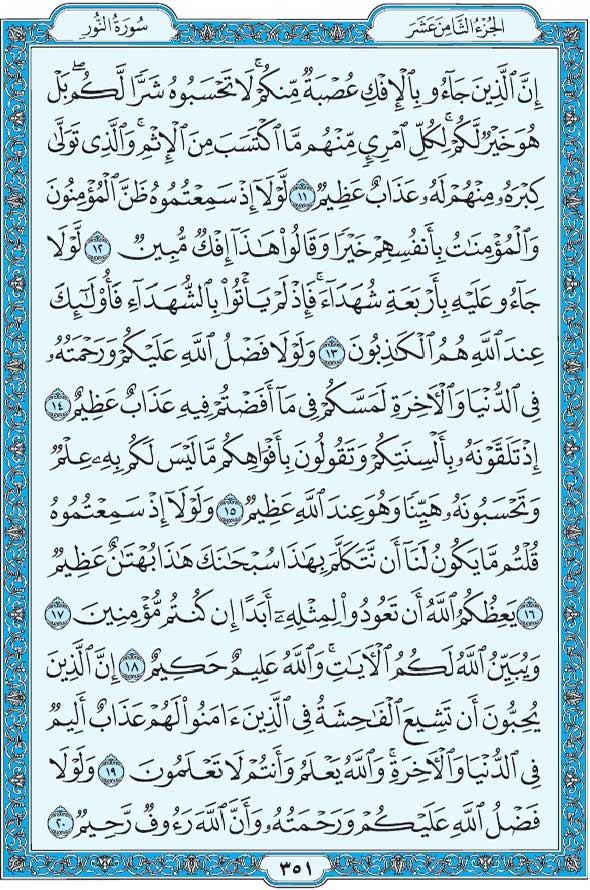 الجزء الثامن عشر
سورة النور
إِنَّ ٱلَّذِينَ جَآءُو بِٱلْإِفْكِ عُصْبَةٌ مِّنكُمْ ۚ لَا تَحْسَبُوهُ شَرًّا لَّكُم ۖ بَلْ
هُوَ خَيْرٌ لَّكُمْ ۚ لِكُلِّ ٱمْرِئٍ مِّنْهُم مَّا ٱكْتَسَبَ مِنَ ٱلْإِثْمِ ۚ وَٱلَّذِى تَوَلَّىٰ
كِبْرَهُۥ مِنْهُمْ لَهُۥ عَذَابٌ عَظِيمٌ ١١ لَّوْلَآ إِذْ سَمِعْتُمُوهُ ظَنَّ ٱلْمُؤْمِنُونَ
وَٱلْمُؤْمِنَٰتُ بِأَنفُسِهِمْ خَيْرًا وَقَالُوا۟ هَٰذَآ إِفْكٌ مُّبِينٌ ١٢ لَّوْلَا
جَآءُو عَلَيْهِ بِأَرْبَعَةِ شُهَدَآءَ ۚ فَإِذْ لَمْ يَأْتُوا۟ بِٱلشُّهَدَآءِ فَأُو۟لَٰٓئِكَ
عِندَ ٱللَّهِ هُمُ ٱلْكَٰذِبُونَ ١٣ وَلَوْلَا فَضْلُ ٱللَّهِ عَلَيْكُمْ وَرَحْمَتُهُۥ
فِى ٱلدُّنْيَا وَٱلْءَاخِرَةِ لَمَسَّكُمْ فِى مَآ أَفَضْتُمْ فِيهِ عَذَابٌ عَظِيمٌ ١٤
إِذْ تَلَقَّوْنَهُۥ بِأَلْسِنَتِكُمْ وَتَقُولُونَ بِأَفْوَاهِكُم مَّا لَيْسَ لَكُم بِهِۦ عِلْمٌ
وَتَحْسَبُونَهُۥ هَيِّنًا وَهُوَ عِندَ ٱللَّهِ عَظِيمٌ ١٥ وَلَوْلَآ إِذْ سَمِعْتُمُوهُ
قُلْتُم مَّا يَكُونُ لَنَآ أَن نَّتَكَلَّمَ بِهَٰذَا سُبْحَٰنَكَ هَٰذَا بُهْتَٰنٌ عَظِيمٌ
١٦ يَعِظُكُمُ ٱللَّهُ أَن تَعُودُوا۟ لِمِثْلِهِۦٓ أَبَدًا إِن كُنتُم مُّؤْمِنِينَ ١٧
وَيُبَيِّنُ ٱللَّهُ لَكُمُ ٱلْءَايَٰتِ ۚ وَٱللَّهُ عَلِيمٌ حَكِيمٌ ١٨ إِنَّ ٱلَّذِينَ
يُحِبُّونَ أَن تَشِيعَ ٱلْفَٰحِشَةُ فِى ٱلَّذِينَ ءَامَنُوا۟ لَهُمْ عَذَابٌ أَلِيمٌ
فِى ٱلدُّنْيَا وَٱلْءَاخِرَةِ ۚ وَٱللَّهُ يَعْلَمُ وَأَنتُمْ لَا تَعْلَمُونَ ١٩ وَلَوْلَا
فَضْلُ ٱللَّهِ عَلَيْكُمْ وَرَحْمَتُهُۥ وَأَنَّ ٱللَّهَ رَءُوفٌ رَّحِيمٌ ٢٠
٣٥١